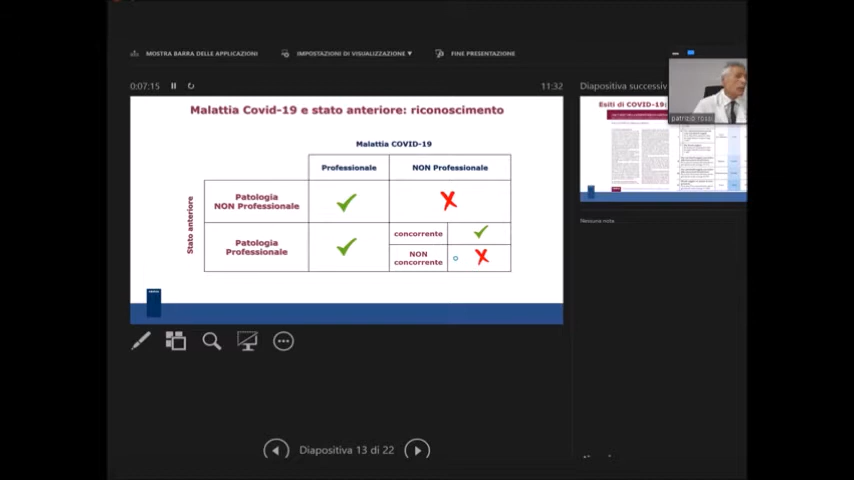 MOSTRA BARRA DELLE APPLICAZIONI
IMPOSTAZIONI DI VISUALIZZAZIONE ▼
FINE PRESENTAZIONE
0:07:15
11:32
Diapositiva successiv
Malattia Covid-19 e stato anteriore: riconoscimento
Malattia COVID-19
Professionale
NON Professionale
Stato anteriore
Patologia
NON Professionale
Patologia
Professionale
concorrente
NON
concorrente
Esiti di COVID-19:
patrizio rossi
Nessuna nota
Diapositiva 13 di 22